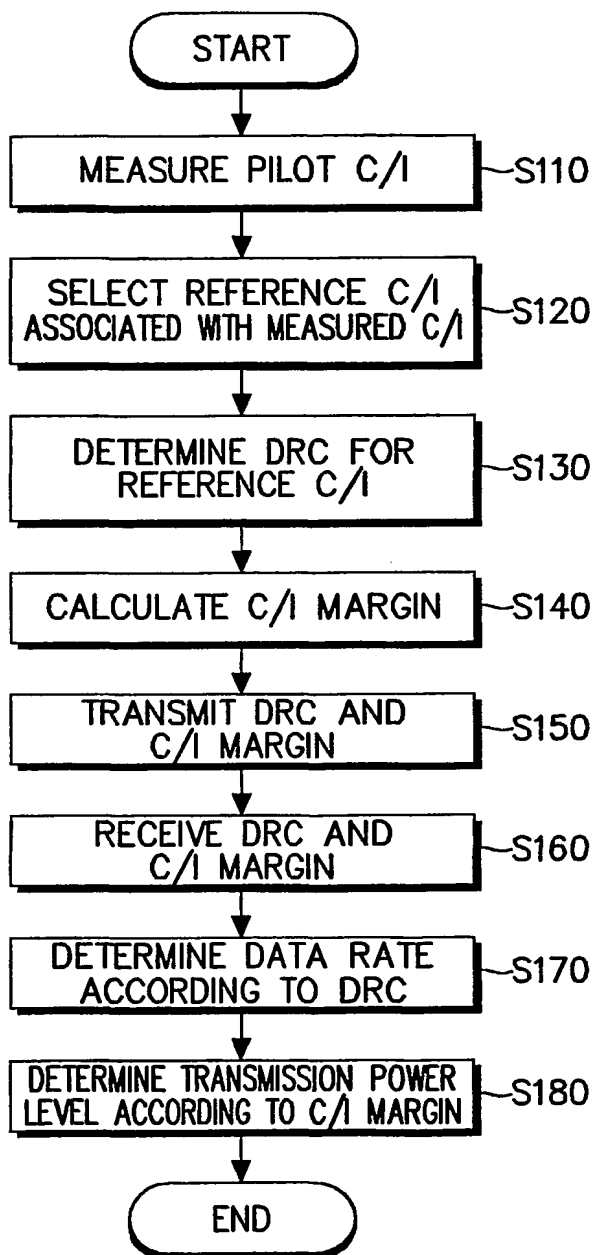 START
MEASURE PILOT C/I
S110
SELECT REFERENCE C/I
ASSOCIATED WITH MEASURED C/I
S120
DETERMINE DRC FOR
REFERENCE C/I
S130
CALCULATE C/I MARGIN
S140
TRANSMIT DRC AND
C/I MARGIN
S150
RECEIVE DRC AND
C/I MARGIN
S160
DETERMINE DATA RATE
ACCORDING TO DRC
S170
DETERMINE TRANSMISSION POWER
LEVEL ACCORDING TO C/I MARGIN
S180
END